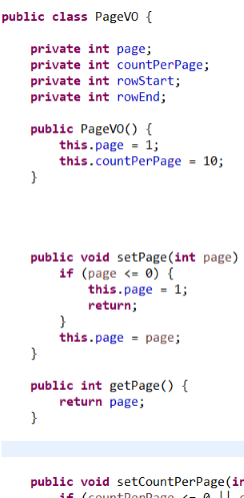 public class PageVO {
private int page;
private int countPerPage;
private int rowStart;
private int rowEnd;
public PageVO() {
this.page = 1;
this.countPerPage = 10;
}
public void setPage(int page)
if (page <= 0) {
this.page = 1;
return;
}
this.page = page;
}
public int getPage() {
return page;
}
public void setCountPerPage(in
if (countPerPage <= 0 ||